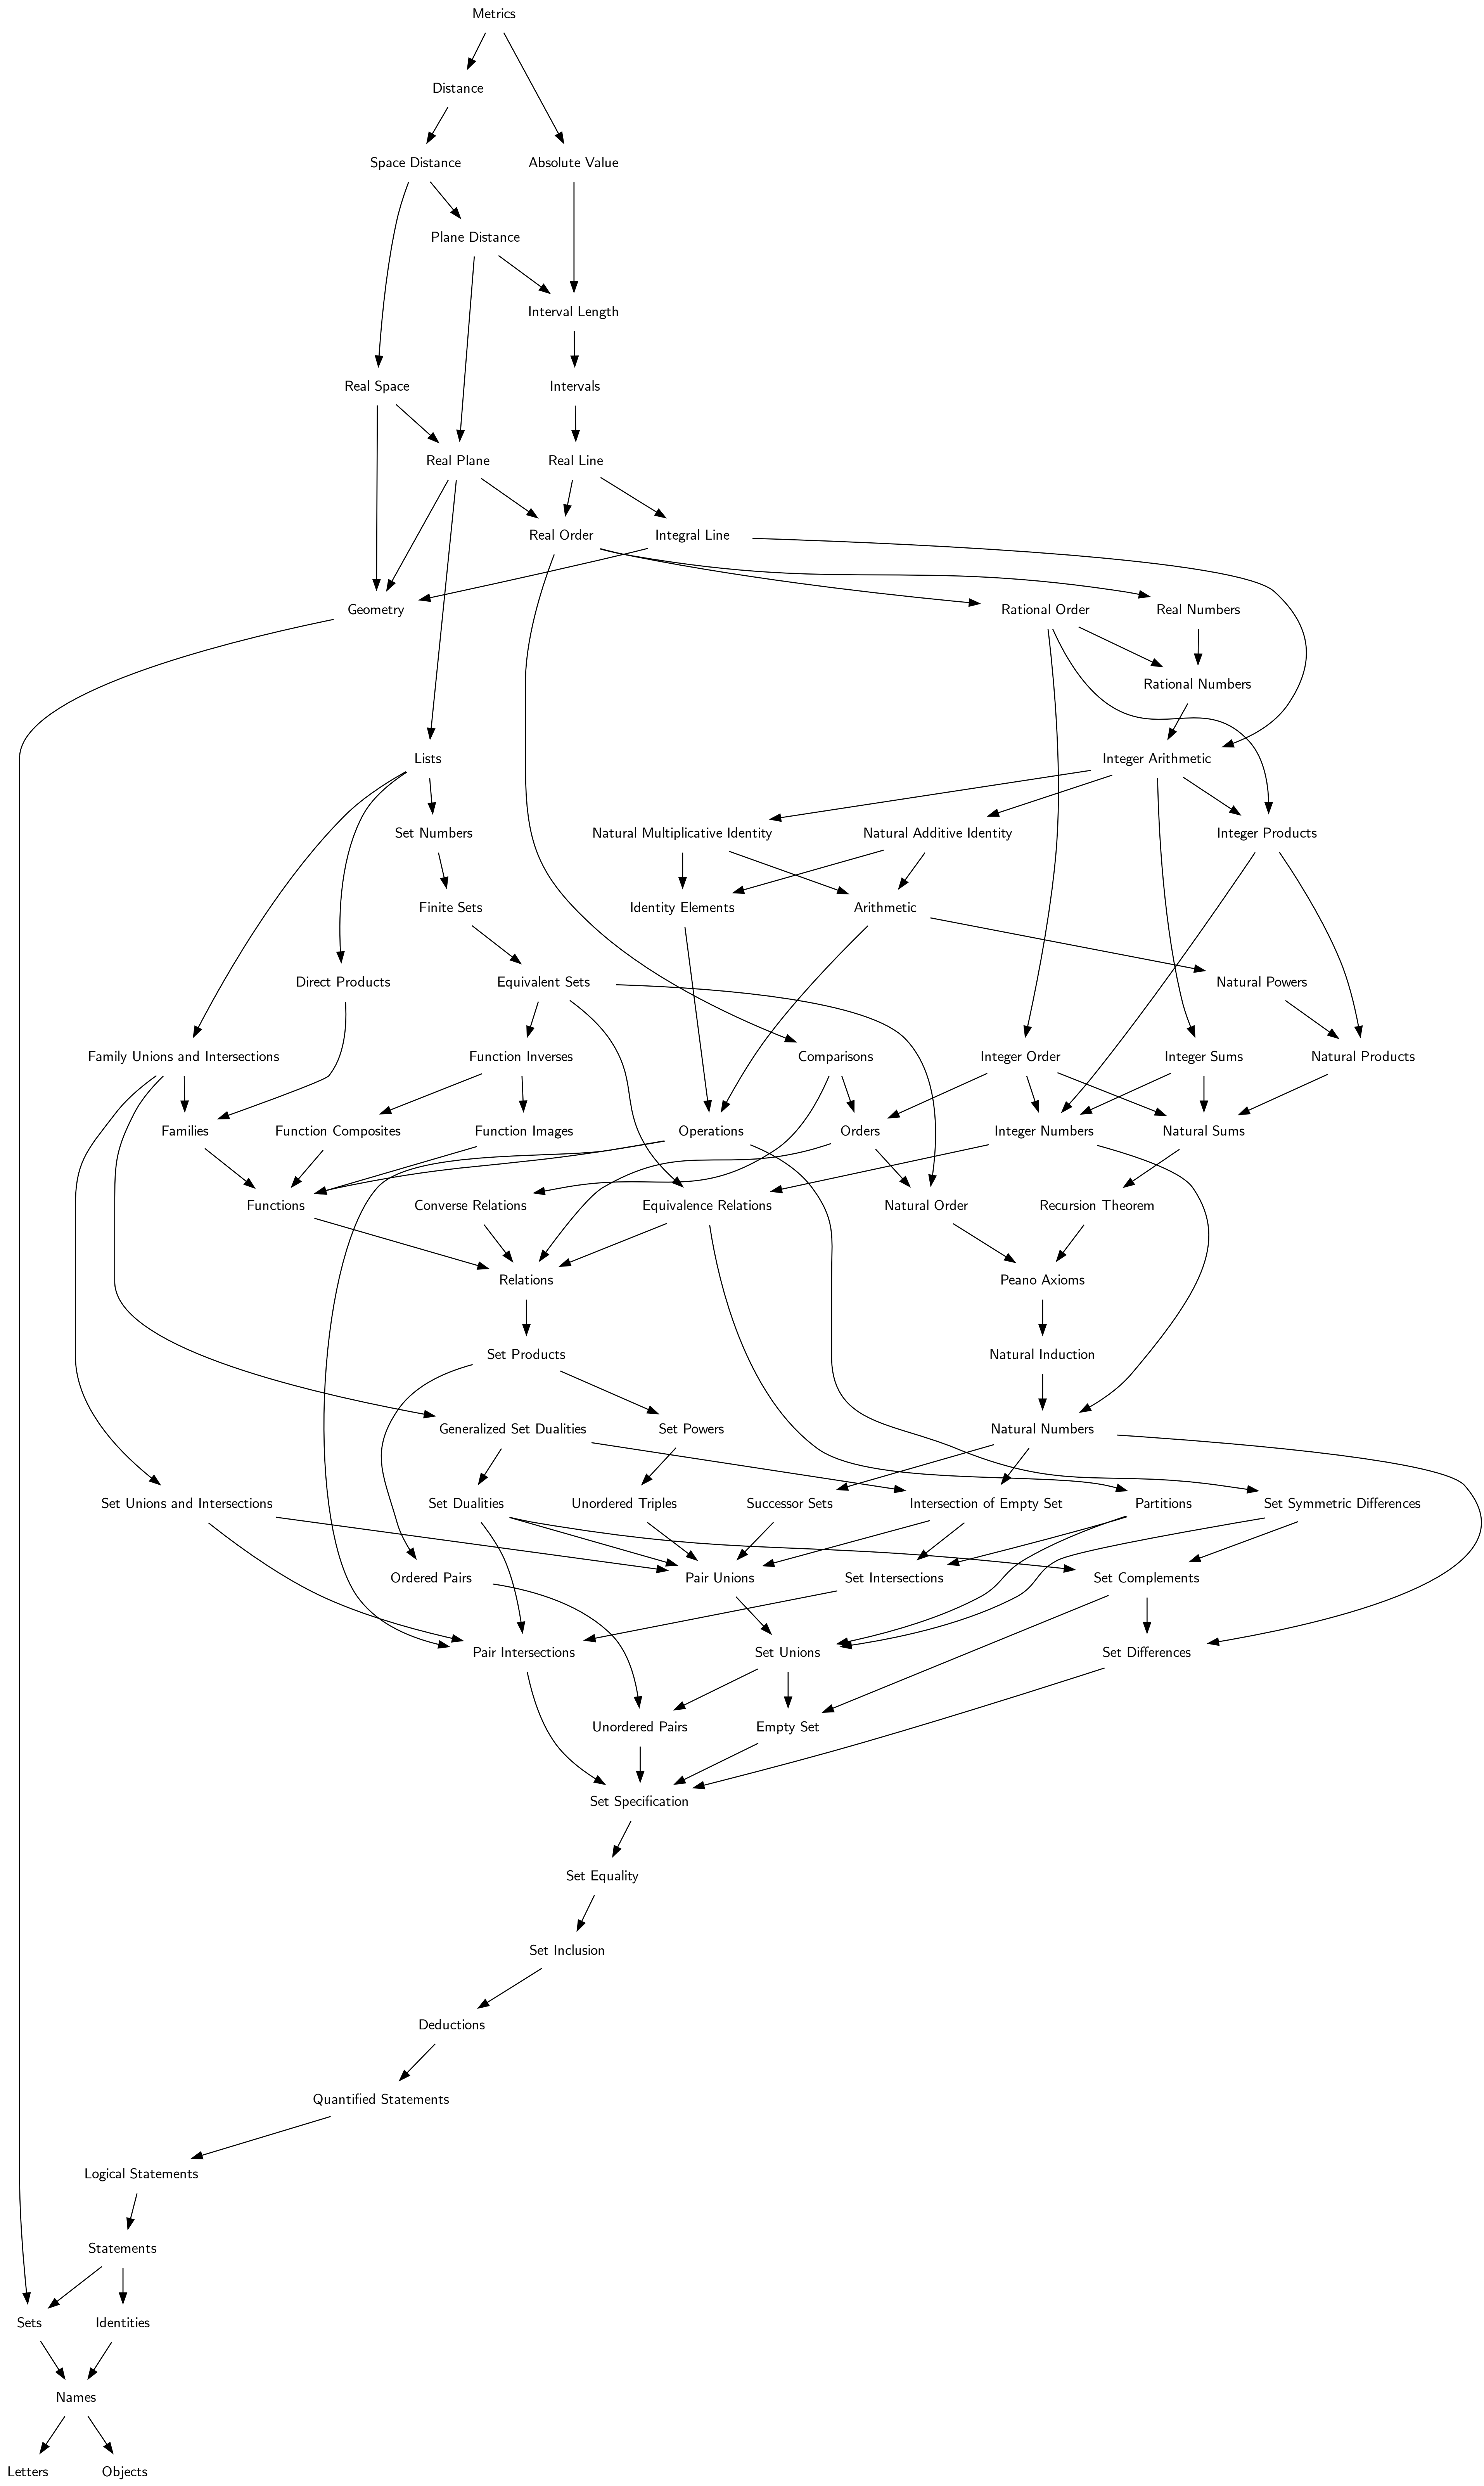 Metrics
Distance
Space Distance
Absolute Value
Plane Distance
Interval Length
Real Space
Intervals
Real Plane
Real Line
Real Order
Integral Line
Geometry
Rational Order
Real Numbers
Rational Numbers
Lists
Integer Arithmetic
Set Numbers
Natural Multiplicative Identity
Natural Additive Identity
Integer Products
Finite Sets
Identity Elements
Arithmetic
Direct Products
Equivalent Sets
Natural Powers
Family Unions and Intersections
Function Inverses
Comparisons
Integer Order
Integer Sums
Natural Products
Families
Function Composites
Function Images
Operations
Orders
Integer Numbers
Natural Sums
Functions
Converse Relations
Equivalence Relations
Natural Order
Recursion Theorem
Relations
Peano Axioms
Set Products
Natural Induction
Generalized Set Dualities
Set Powers
Natural Numbers
Set Unions and Intersections
Set Dualities
Unordered Triples
Successor Sets
Intersection of Empty Set
Partitions
Set Symmetric Differences
Ordered Pairs
Pair Unions
Set Intersections
Set Complements
Pair Intersections
Set Unions
Set Differences
Unordered Pairs
Empty Set
Set Specification
Set Equality
Set Inclusion
Deductions
Quantified Statements
Logical Statements
Statements
Sets
Identities
Names
Letters
Objects